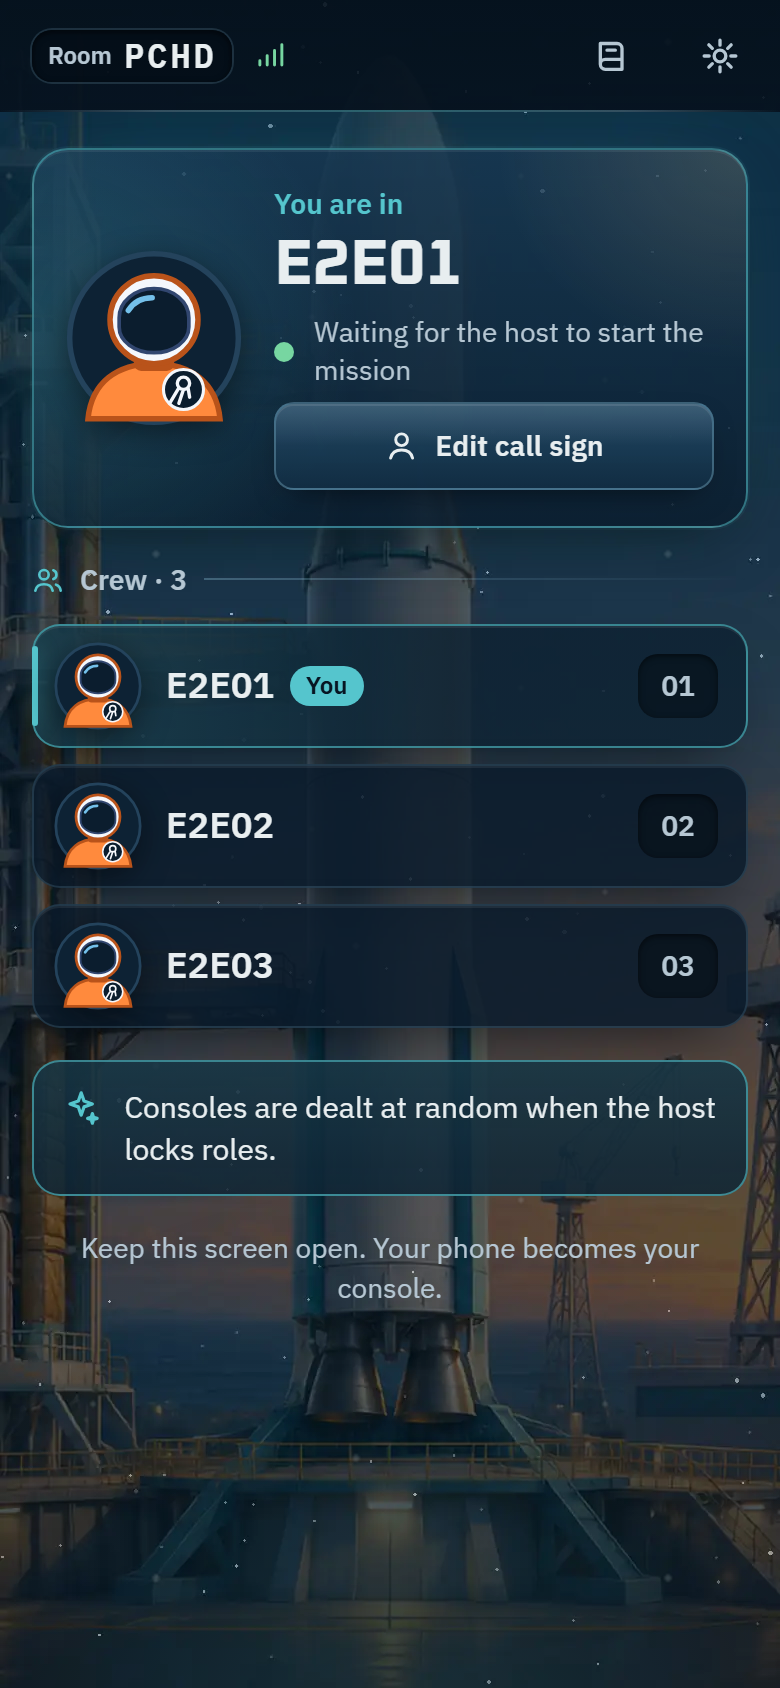 Room PCHD
You are in
E2E01
Waiting for the host to start the
mission
Edit call sign
Crew · 3
E2E01 You 01
E2E02 02
E2E03 03
Consoles are dealt at random when the host
locks roles.
Keep this screen open. Your phone becomes your
console.